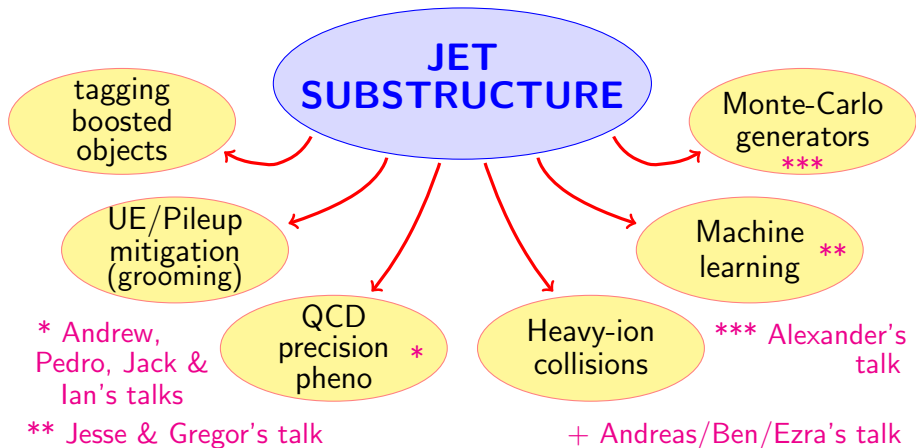 JET
SUBSTRUCTURE
tagging
boosted
objects
Monte-Carlo
generators
***
UE/Pileup
mitigation
(grooming)
Machine
learning **
QCD
precision *
pheno
Heavy-ion
collisions
* Andrew,
Pedro, Jack &
Ian's talks
*** Alexander's
talk
** Jesse & Gregor's talk
+ Andreas/Ben/Ezra's talk